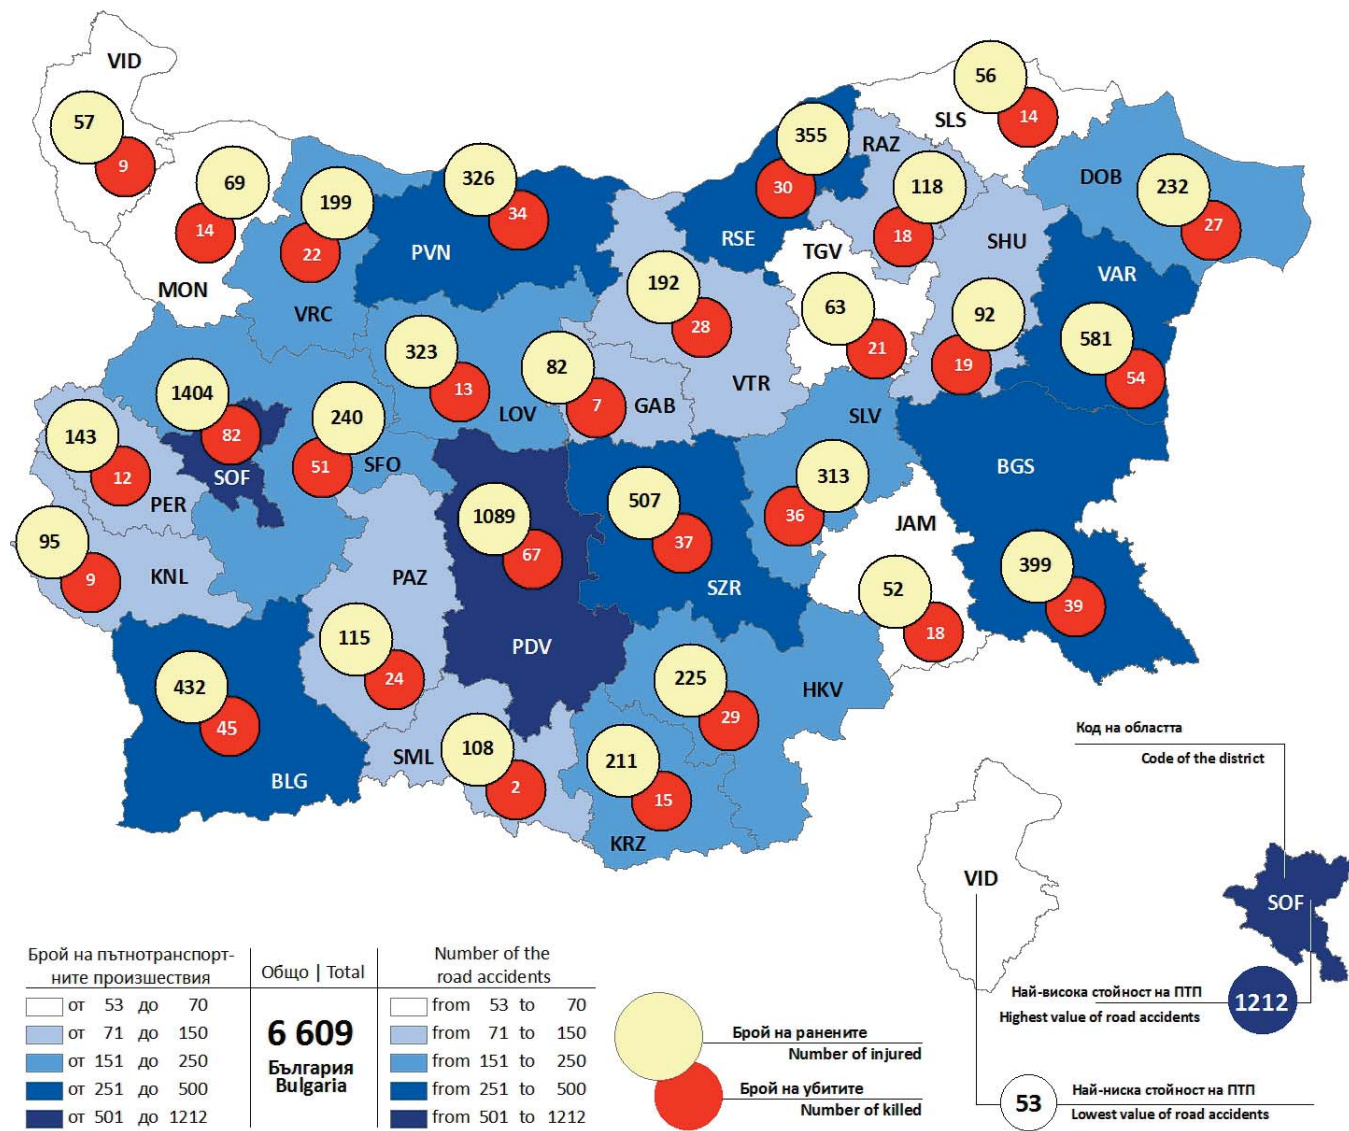 VID
57
9
69
14
MON
199
22
VRC
326
34
PVN
355
30
RSE
RAZ
118
18
56
14
SLS
DOB
232
27
SHU
92
19
VAR
581
54
TGV
63
21
192
28
VTR
323
13
LOV
82
7
GAB
1404
82
SOF
240
51
SFO
143
12
PER
95
9
KNL
PAZ
115
24
1089
67
PDV
507
37
SZR
SLV
313
36
BGS
399
39
JAM
52
18
432
45
BLG
SML
108
2
225
29
HKV
211
15
KRZ
Код на областта
Code of the district
VID
SOF
Най-висока стойност на ПТП
Highest value of road accidents
1212
53
Най-ниска стойност на ПТП
Lowest value of road accidents
Брой на ранените
Number of injured
Брой на убитите
Number of killed
Брой на пътнотранспорт-
ните произшествия
от 53 до 70
от 71 до 150
от 151 до 250
от 251 до 500
от 501 до 1212
Общо | Total
6 609
България
Bulgaria
Number of the
road accidents
from 53 to 70
from 71 to 150
from 151 to 250
from 251 to 500
from 501 to 1212